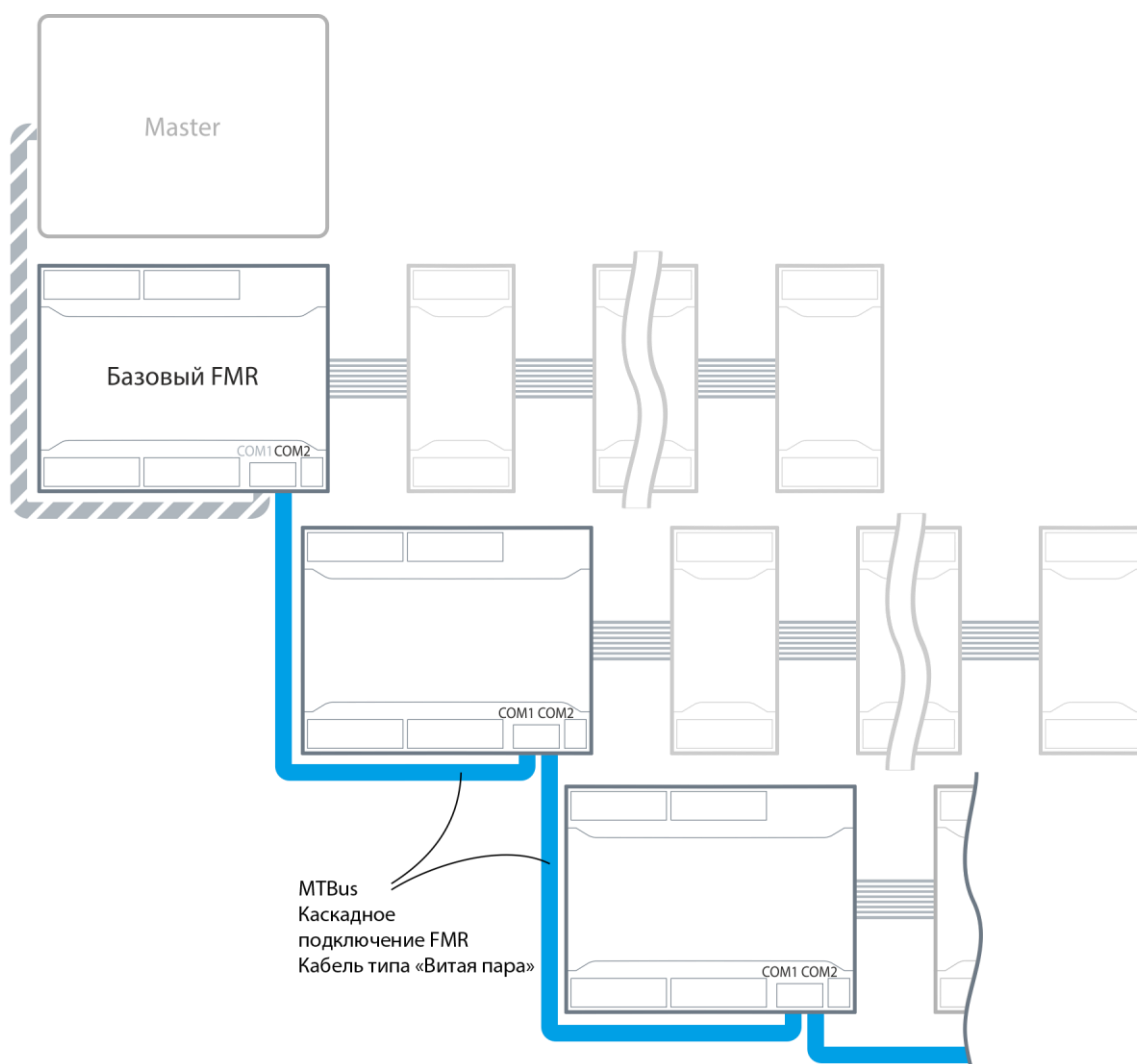 Master
Базовый FMR
COM1 COM2
COM1 COM2
MTBus
Каскадное
подключение FMR
Кабель типа «Витая пара»
COM1 COM2